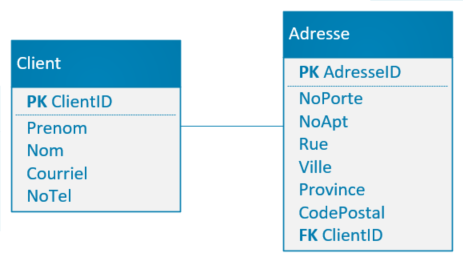 Client
PK ClientID
Prenom
Nom
Courriel
NoTel
Adresse
PK AdresseID
NoPorte
NoApt
Rue
Ville
Province
CodePostal
FK ClientID